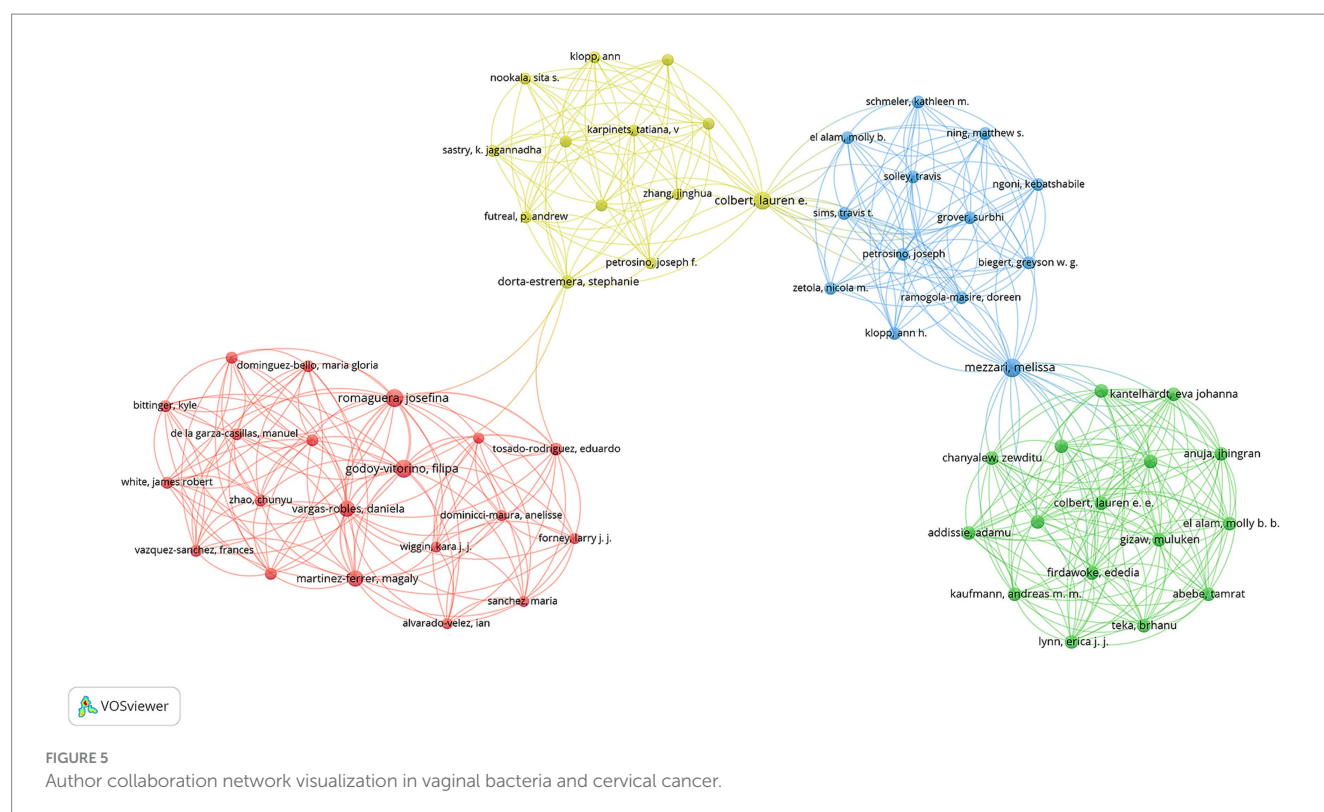 klopp, ann
nookala, sita s.
karpinets, tatiana, v
sastry, k. jagannadha
zhang, jinghua
colbert, lauren e.
futreal, p. andrew
petrosino, joseph f.
dorta-estremera, stephanie
schmeler, kathleen m.
el alam, molly b.
ning, matthew s.
solley, travis
ngoni, kebatshabile
sims, travis t.
grover, surbhi
petrosino, joseph
biegert, greyson w. g.
zetola, nicola m.
ramogola-masire, doreen
klopp, ann h.
mezzari, melissa
dominguez-bello, maria gloria
romaguera, josefina
bittinger, kyle
de la garza-casillas, manuel
tosado-rodriguez, eduardo
godoy-vitorino, filipa
white, james robert
zhao, chunyu
vargas-robles, daniela
dominicci-maura, anelisse
forney, larry j. j.
vazquez-sanchez, frances
wiggin, kara j. j.
martinez-ferrer, magaly
sanchez, maria
alvarado-velez, ian
kantelhardt, eva johanna
chanyalew, zewditu
anuja, jhingran
colbert, lauren e. e.
el alam, molly b. b.
addissie, adamu
gizaw, muluken
firdawoke, ededia
kaufmann, andreas m. m.
abebe, tamrat
teka, brhanu
lynn, erica j. j.
VOSviewer
FIGURE 5
Author collaboration network visualization in vaginal bacteria and cervical cancer.